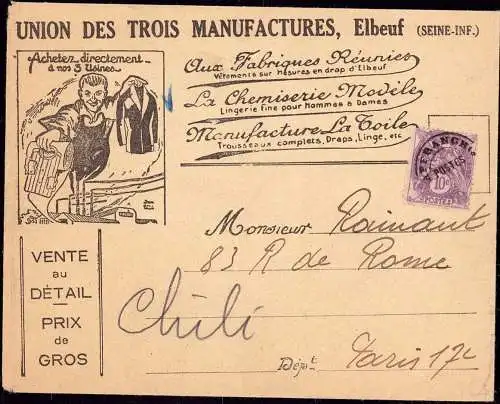 UNION DES TROIS MANUFACTURES, Elbeuf (SEINE-INF.)
Achetez directement
à nos 3 Usines
Aux Fabriques Réunies
Vêtements sur Mesures en drap d'Elbeuf
La Chemiserie Modèle
Lingerie fine pour Hommes & Dames
Manufacture La Toile
Trousseaux complets, Draps, Linge, etc
AFFRANCHts
POSTES
10c
POSTES
Monsieur Rainaut
83 R de Rome
Chili
Dépt Paris 17e
VENTE
au
DÉTAIL
PRIX
de
GROS